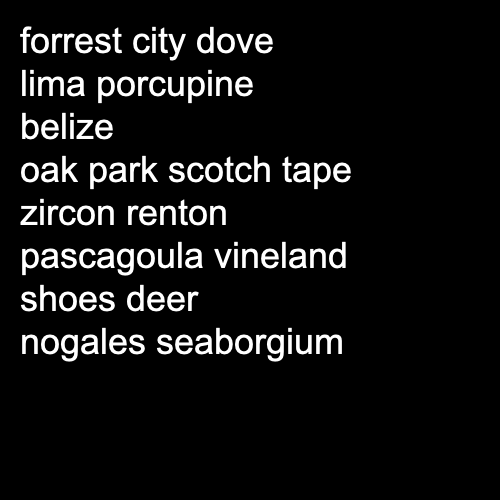 forrest city dove
lima porcupine
belize
oak park scotch tape
zircon renton
pascagoula vineland
shoes deer
nogales seaborgium